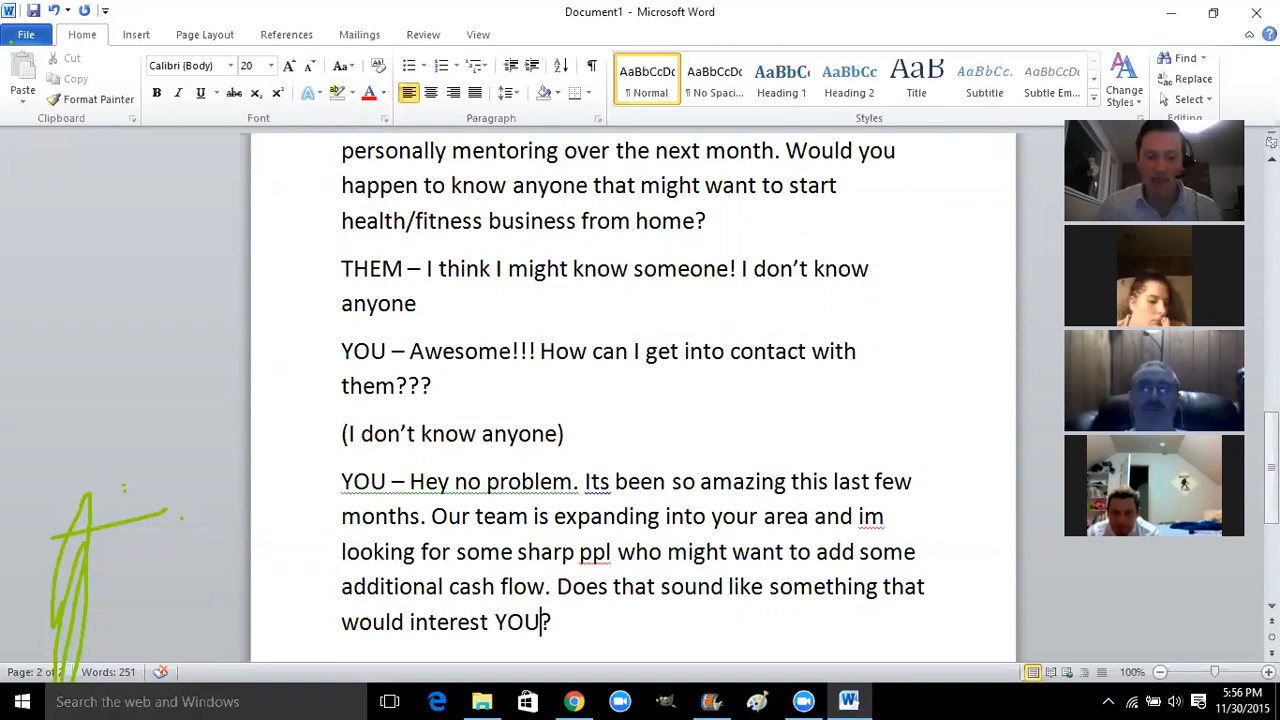 Document1 - Microsoft Word
File Home Insert Page Layout References Mailings Review View
Paste
Cut
Copy
Format Painter
Clipboard
Calibri (Body) 20
Font
Paragraph
AaBbCcDc AaBbCcDc AaBbC AaBbCc AaB AaBbCcL AaBbCcDc
¶ Normal ¶ No Spaci... Heading 1 Heading 2 Title Subtitle Subtle Em...
Styles
Change Styles
Find
Replace
Select
Editing
personally mentoring over the next month. Would you
happen to know anyone that might want to start
health/fitness business from home?
THEM – I think I might know someone! I don’t know
anyone
YOU – Awesome!!! How can I get into contact with
them???
(I don’t know anyone)
YOU – Hey no problem. Its been so amazing this last few
months. Our team is expanding into your area and im
looking for some sharp ppl who might want to add some
additional cash flow. Does that sound like something that
would interest YOU?
Page: 2 of 2 Words: 251
100%
Search the web and Windows
5:56 PM
11/30/2015